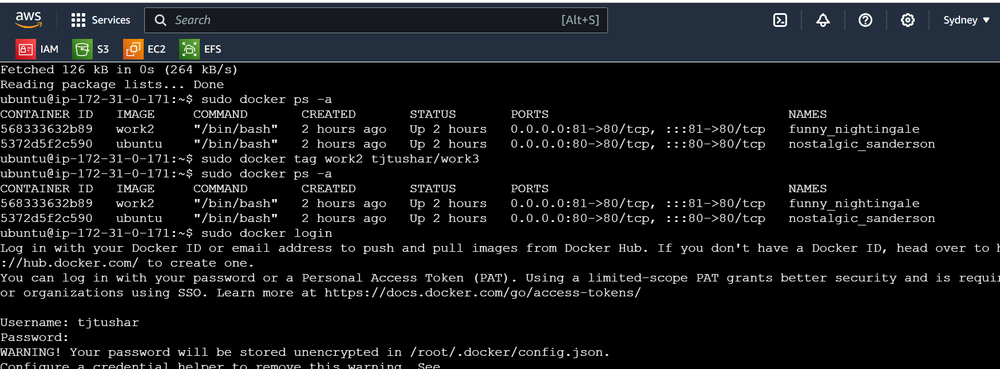 aws Services Search [Alt+S] Sydney ▼
IAM S3 EC2 EFS
Fetched 126 kB in 0s (264 kB/s)
Reading package lists... Done
ubuntu@ip-172-31-0-171:~$ sudo docker ps -a
CONTAINER ID IMAGE COMMAND CREATED STATUS PORTS NAMES
568333632b89 work2 "/bin/bash" 2 hours ago Up 2 hours 0.0.0.0:81->80/tcp, :::81->80/tcp funny_nightingale
5372d5f2c590 ubuntu "/bin/bash" 2 hours ago Up 2 hours 0.0.0.0:80->80/tcp, :::80->80/tcp nostalgic_sanderson
ubuntu@ip-172-31-0-171:~$ sudo docker tag work2 tjtushar/work3
ubuntu@ip-172-31-0-171:~$ sudo docker ps -a
CONTAINER ID IMAGE COMMAND CREATED STATUS PORTS NAMES
568333632b89 work2 "/bin/bash" 2 hours ago Up 2 hours 0.0.0.0:81->80/tcp, :::81->80/tcp funny_nightingale
5372d5f2c590 ubuntu "/bin/bash" 2 hours ago Up 2 hours 0.0.0.0:80->80/tcp, :::80->80/tcp nostalgic_sanderson
ubuntu@ip-172-31-0-171:~$ sudo docker login
Log in with your Docker ID or email address to push and pull images from Docker Hub. If you don't have a Docker ID, head over to
://hub.docker.com/ to create one.
You can log in with your password or a Personal Access Token (PAT). Using a limited-scope PAT grants better security and is
or organizations using SSO. Learn more at https://docs.docker.com/go/access-tokens/
Username: tjtushar
Password:
WARNING! Your password will be stored unencrypted in /root/.docker/config.json.
Configure a credential helper to remove this warning. See